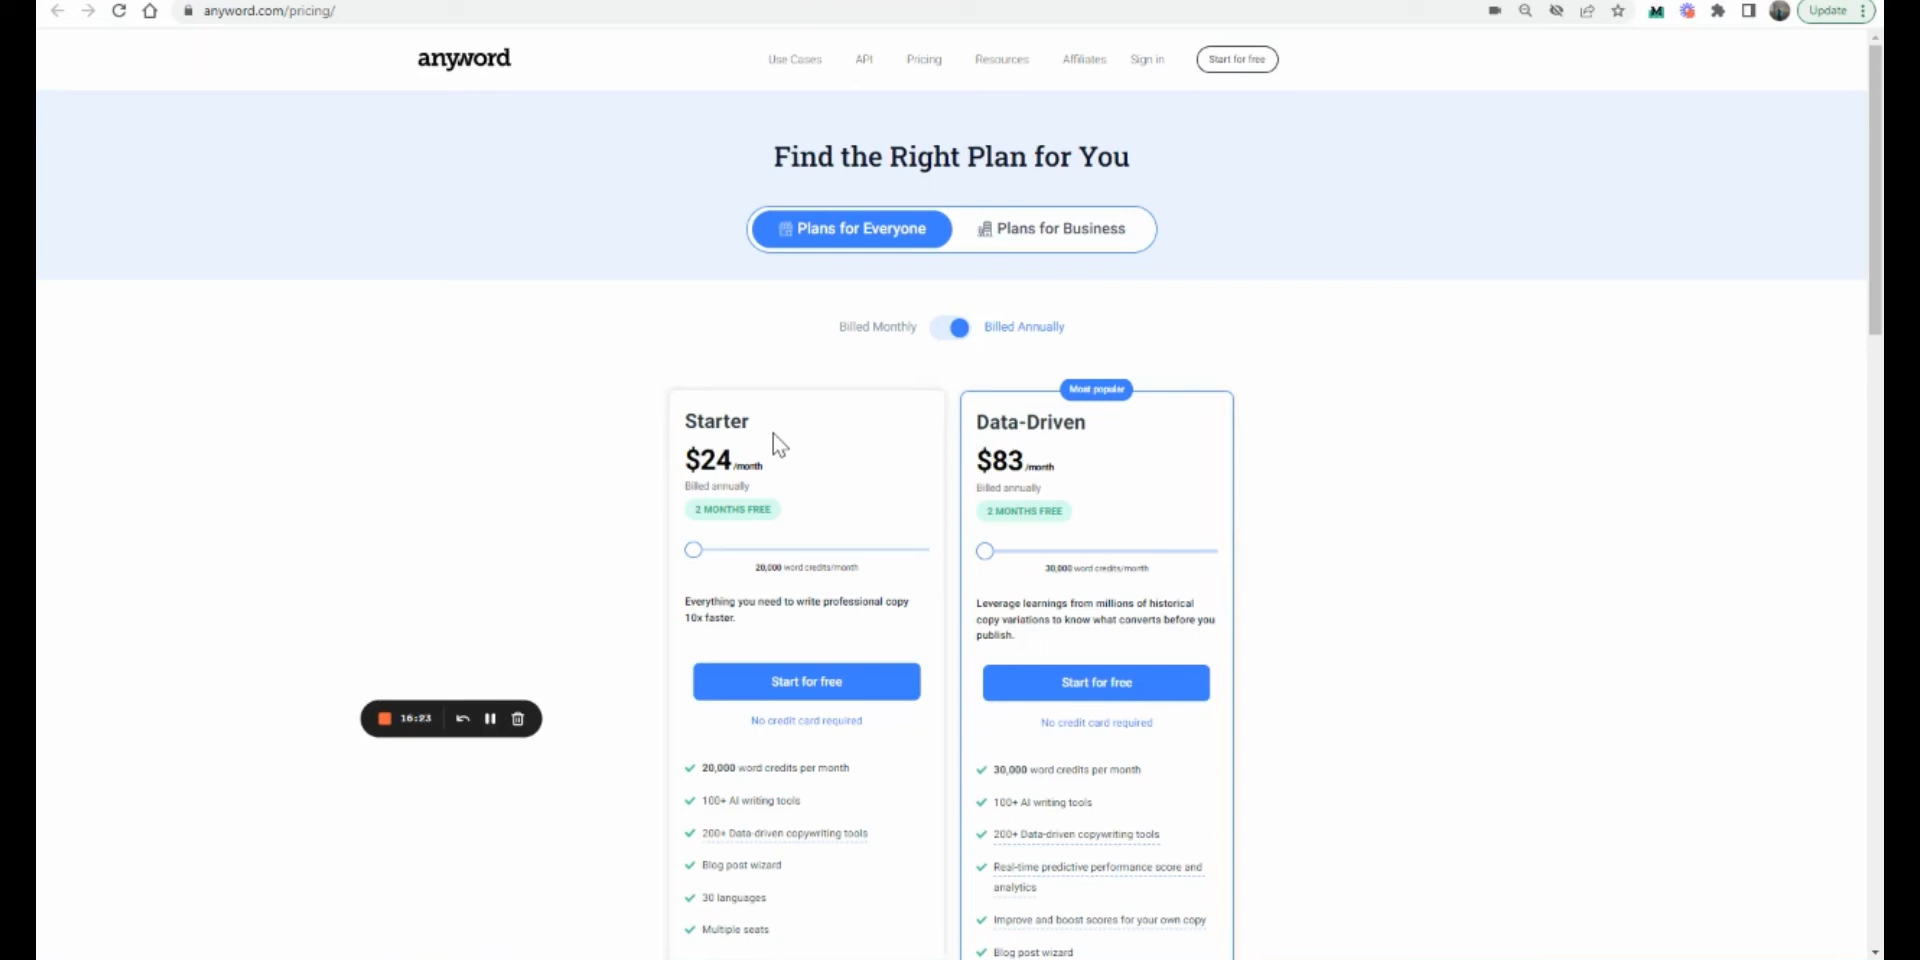 anyword.com/pricing/
Update
anyword
Use Cases
API
Pricing
Resources
Affiliates
Sign in
Start for free
Find the Right Plan for You
Plans for Everyone
Plans for Business
Billed Monthly
Billed Annually
Starter
$24 /month
Billed annually
2 MONTHS FREE
20,000 word credits/month
Everything you need to write professional copy
10x faster.
Start for free
No credit card required
20,000 word credits per month
100+ AI writing tools
200+ Data-driven copywriting tools
Blog post wizard
30 languages
Multiple seats
Most popular
Data-Driven
$83 /month
Billed annually
2 MONTHS FREE
30,000 word credits/month
Leverage learnings from millions of historical
copy variations to know what converts before you
publish.
Start for free
No credit card required
30,000 word credits per month
100+ AI writing tools
200+ Data-driven copywriting tools
Real-time predictive performance score and
analytics
Improve and boost scores for your own copy
Blog post wizard
16:23